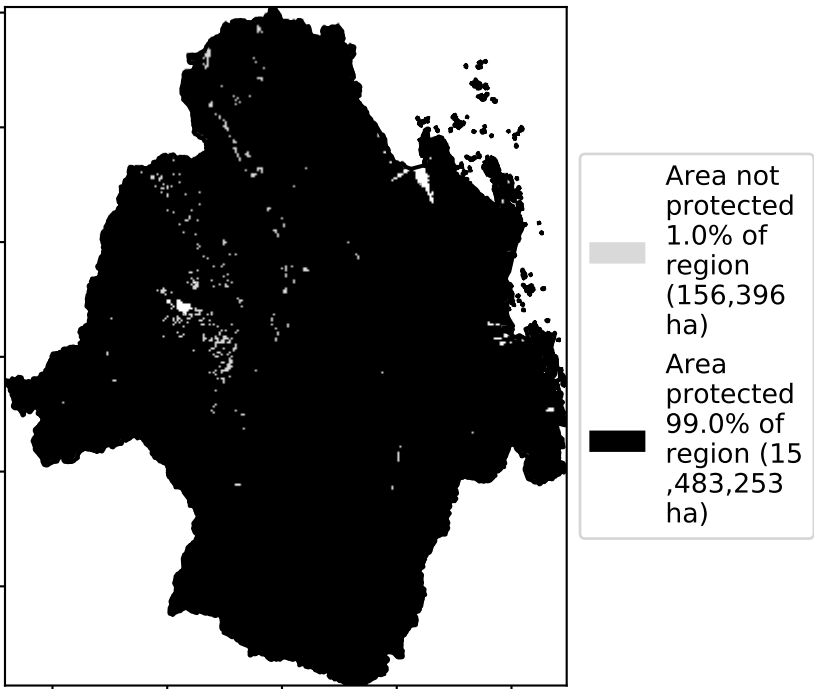 Area not
protected
1.0% of
region
(156,396
ha)
Area
protected
99.0% of
region (15
,483,253
ha)